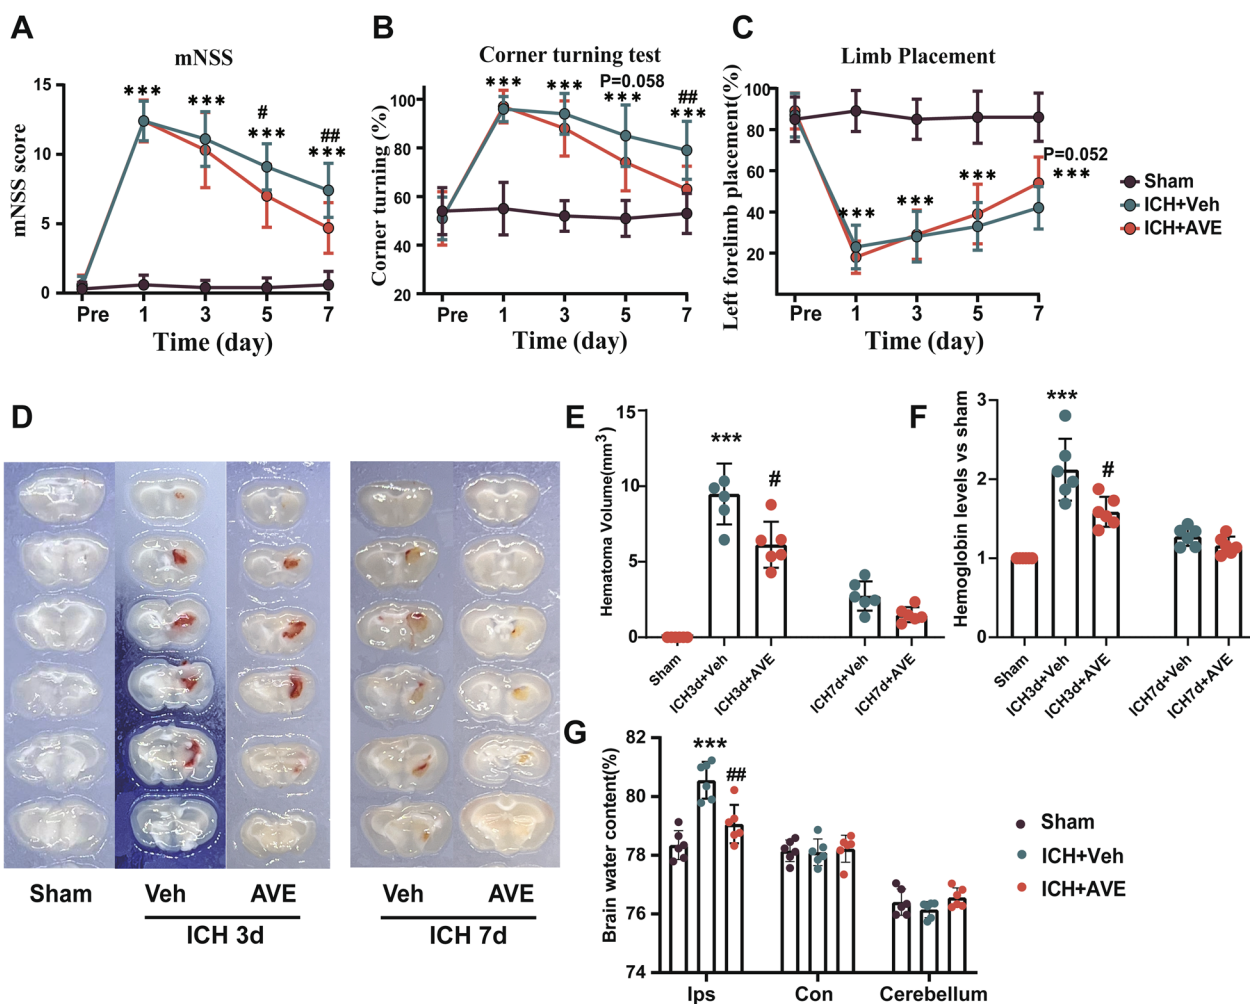 A
mNSS
mNSS score
15
10
5
0
***
***
#
***
##
***
Pre
1
3
5
7
Time (day)
B
Corner turning test
Corner turning (%)
100
80
60
40
20
***
***
P=0.058
***
##
***
Pre
1
3
5
7
Time (day)
C
Limb Placement
Left forelimb placement(%)
100
80
60
40
20
***
***
***
P=0.052
***
Pre
1
3
5
7
Time (day)
Sham
ICH+Veh
ICH+AVE
D
Sham
Veh
AVE
Veh
AVE
ICH 3d
ICH 7d
E
Hematoma Volume(mm³)
15
10
5
0
***
#
Sham
ICH3d+Veh
ICH3d+AVE
ICH7d+Veh
ICH7d+AVE
F
Hemoglobin levels vs sham
3
2
1
0
***
#
Sham
ICH3d+Veh
ICH3d+AVE
ICH7d+Veh
ICH7d+AVE
G
Brain water content(%)
82
80
78
76
74
***
##
Ips
Con
Cerebellum
Sham
ICH+Veh
ICH+AVE